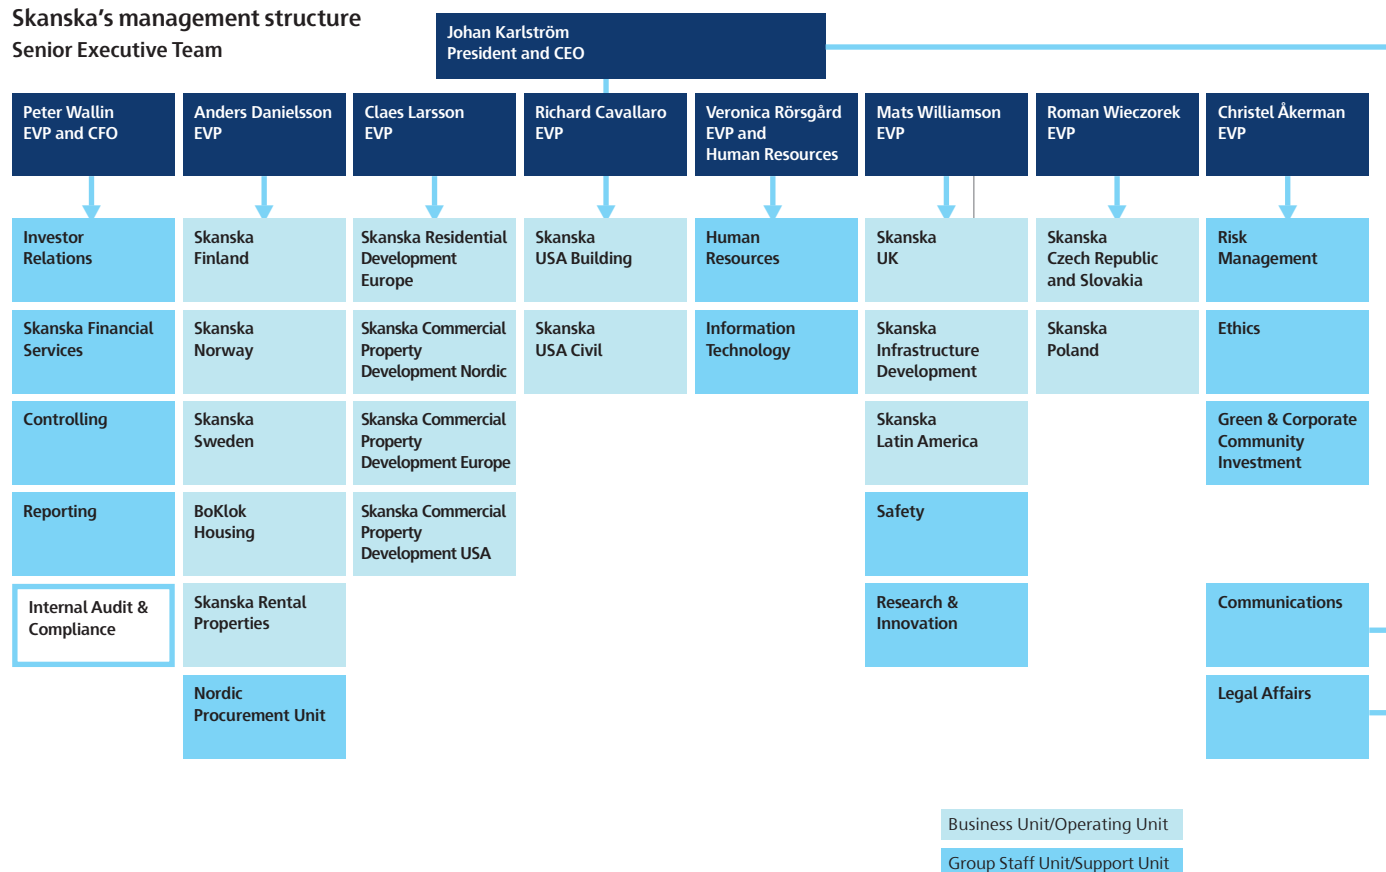 Skanska's management structure
Senior Executive Team
Johan Karlström
President and CEO
Peter Wallin
EVP and CFO
Anders Danielsson
EVP
Claes Larsson
EVP
Richard Cavallaro
EVP
Veronica Rörsgård
EVP and
Human Resources
Mats Williamson
EVP
Roman Wieczorek
EVP
Christel Åkerman
EVP
Investor
Relations
Skanska
Finland
Skanska Residential
Development
Europe
Skanska
USA Building
Human
Resources
Skanska
UK
Skanska
Czech Republic
and Slovakia
Risk
Management
Skanska Financial
Services
Skanska
Norway
Skanska Commercial
Property
Development Nordic
Skanska
USA Civil
Information
Technology
Skanska
Infrastructure
Development
Skanska
Poland
Ethics
Controlling
Skanska
Sweden
Skanska Commercial
Property
Development Europe
Skanska
Latin America
Green & Corporate
Community
Investment
Reporting
BoKlok
Housing
Skanska Commercial
Property
Development USA
Safety
Internal Audit &
Compliance
Skanska Rental
Properties
Research &
Innovation
Communications
Nordic
Procurement Unit
Legal Affairs
Business Unit/Operating Unit
Group Staff Unit/Support Unit